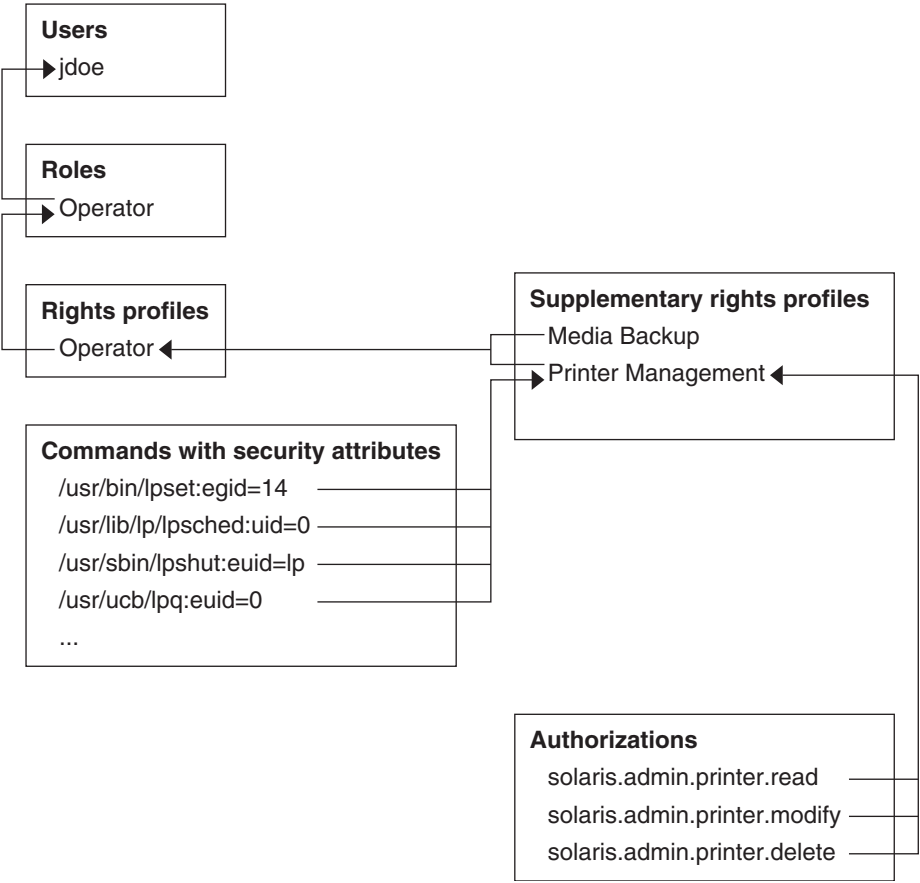 Users
jdoe
Roles
Operator
Rights profiles
Operator
Supplementary rights profiles
Media Backup
Printer Management
Commands with security attributes
/usr/bin/lpset:egid=14
/usr/lib/lp/lpsched:uid=0
/usr/sbin/lpshut:euid=lp
/usr/ucb/lpq:euid=0
...
Authorizations
solaris.admin.printer.read
solaris.admin.printer.modify
solaris.admin.printer.delete